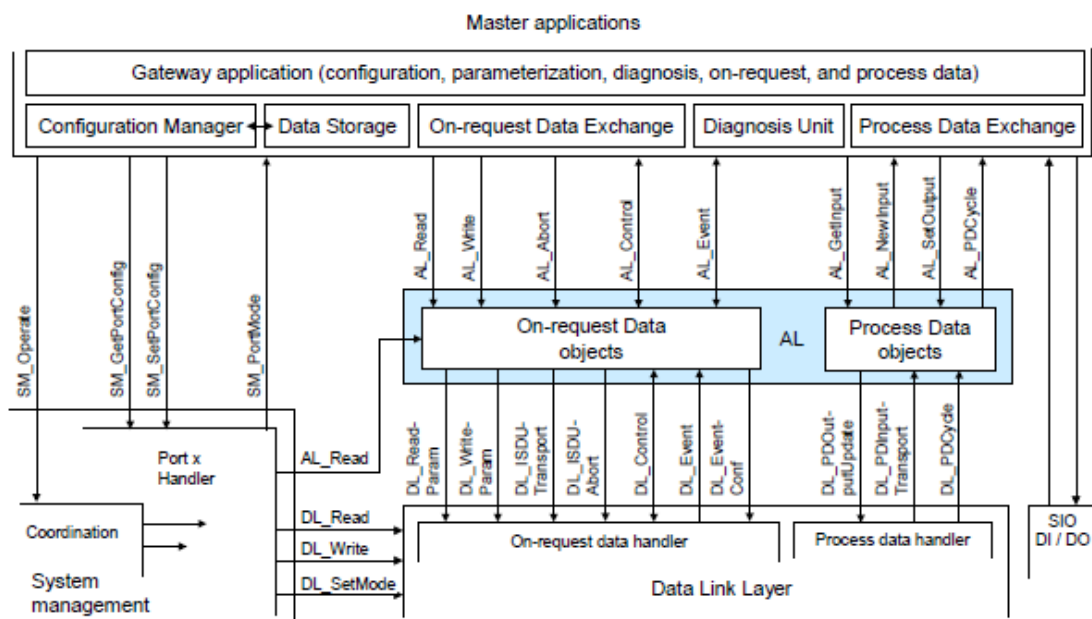 Master applications
Gateway application (configuration, parameterization, diagnosis, on-request, and process data)
Configuration Manager
Data Storage
On-request Data Exchange
Diagnosis Unit
Process Data Exchange
SM_Operate
SM_GetPortConfig
SM_SetPortConfig
SM_PortMode
AL_Read
AL_Write
AL_Abort
AL_Control
AL_Event
AL_GetInput
AL_NewInput
AL_SetOutput
AL_PDCycle
On-request Data
objects
AL
Process Data
objects
Port x
Handler
AL_Read
DL_Read-
Param
DL_Write-
Param
DL_ISDU-
Transport
DL_ISDU-
Abort
DL_Control
DL_Event
DL_Event-
Conf
DL_PDOut-
putUpdate
DL_PDInput-
Transport
DL_PDCycle
Coordination
DL_Read
DL_Write
DL_SetMode
On-request data handler
Process data handler
SIO
DI / DO
System
management
Data Link Layer